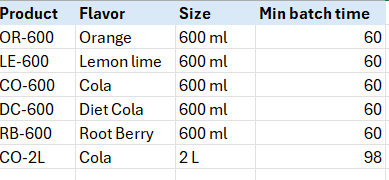 Product Flavor Size Min batch time
OR-600 Orange 600 ml 60
LE-600 Lemon lime 600 ml 60
CO-600 Cola 600 ml 60
DC-600 Diet Cola 600 ml 60
RB-600 Root Berry 600 ml 60
CO-2L Cola 2 L 98